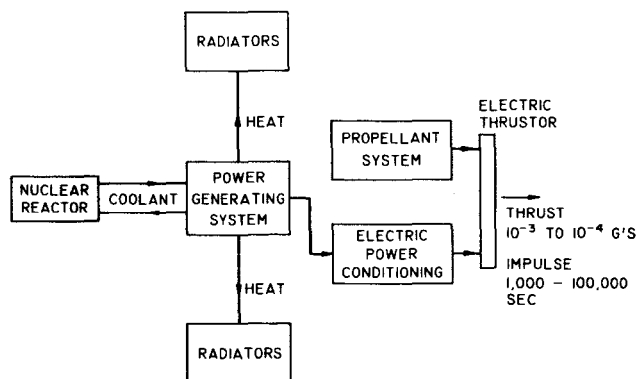 RADIATORS
HEAT
ELECTRIC
THRUSTOR
PROPELLANT
SYSTEM
NUCLEAR
REACTOR
COOLANT
POWER
GENERATING
SYSTEM
THRUST
10⁻³ TO 10⁻⁴ G'S
ELECTRIC
POWER
CONDITIONING
IMPULSE
1,000 – 100,000
SEC
HEAT
RADIATORS